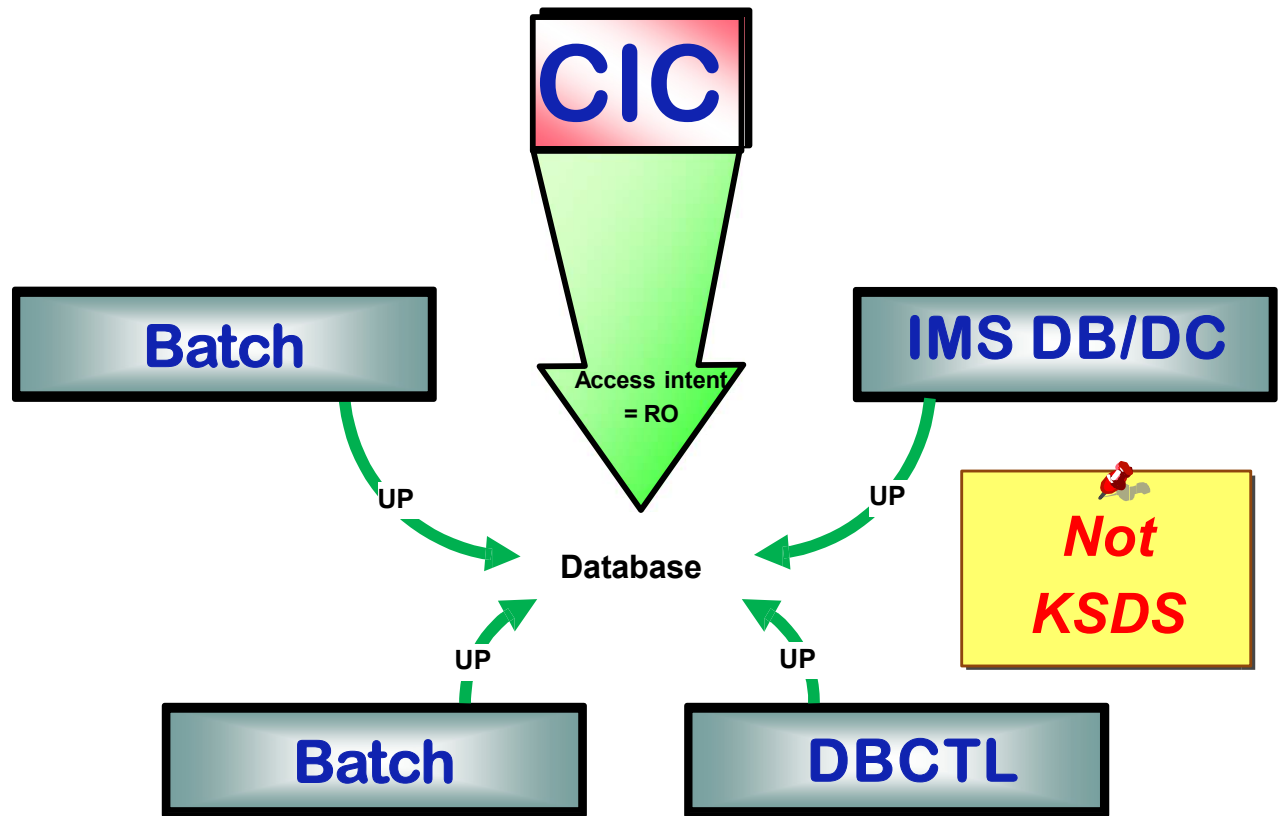 CIC
Batch
IMS DB/DC
Access intent
= RO
UP
UP
Not
KSDS
Database
UP
UP
Batch
DBCTL